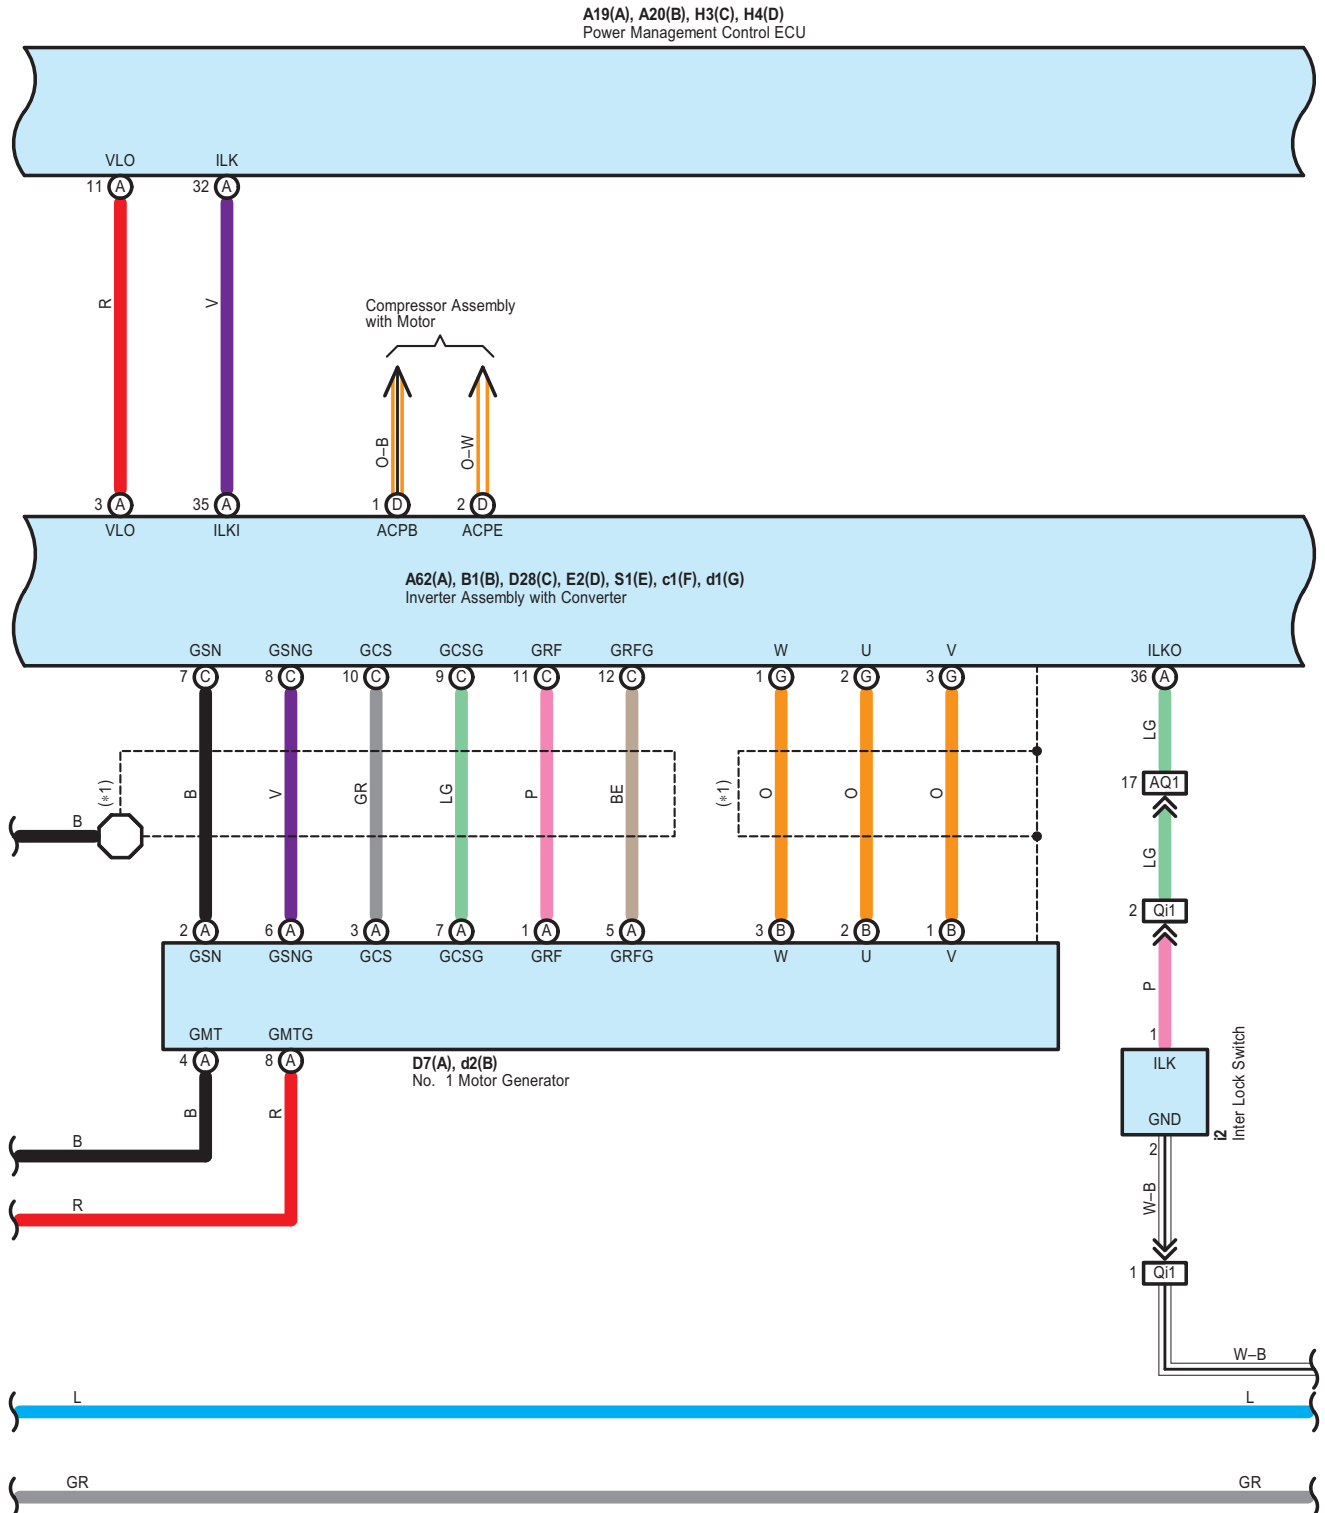 A19(A), A20(B), H3(C), H4(D)
Power Management Control ECU
VLO ILK
11 A 32 A
R V
Compressor Assembly
with Motor
O–B O–W
3 A 35 A 1 D 2 D
VLO ILKI ACPB ACPE
A62(A), B1(B), D28(C), E2(D), S1(E), c1(F), d1(G)
Inverter Assembly with Converter
GSN GSNG GCS GCSG GRF GRFG W U V ILKO
7 C 8 C 10 C 9 C 11 C 12 C 1 G 2 G 3 G 36 A
LG
17 AQ1
(*1) B V GR LG P BE (*1) O O O
B
LG
2 Qi1
2 A 6 A 3 A 7 A 1 A 5 A 3 B 2 B 1 B
GSN GSNG GCS GCSG GRF GRFG W U V
P
GMT GMTG
1
4 A 8 A
D7(A), d2(B)
No. 1 Motor Generator
ILK
GND
i2
Inter Lock Switch
B R
B
2
W–B
R
1 Qi1
W–B
L L
GR GR